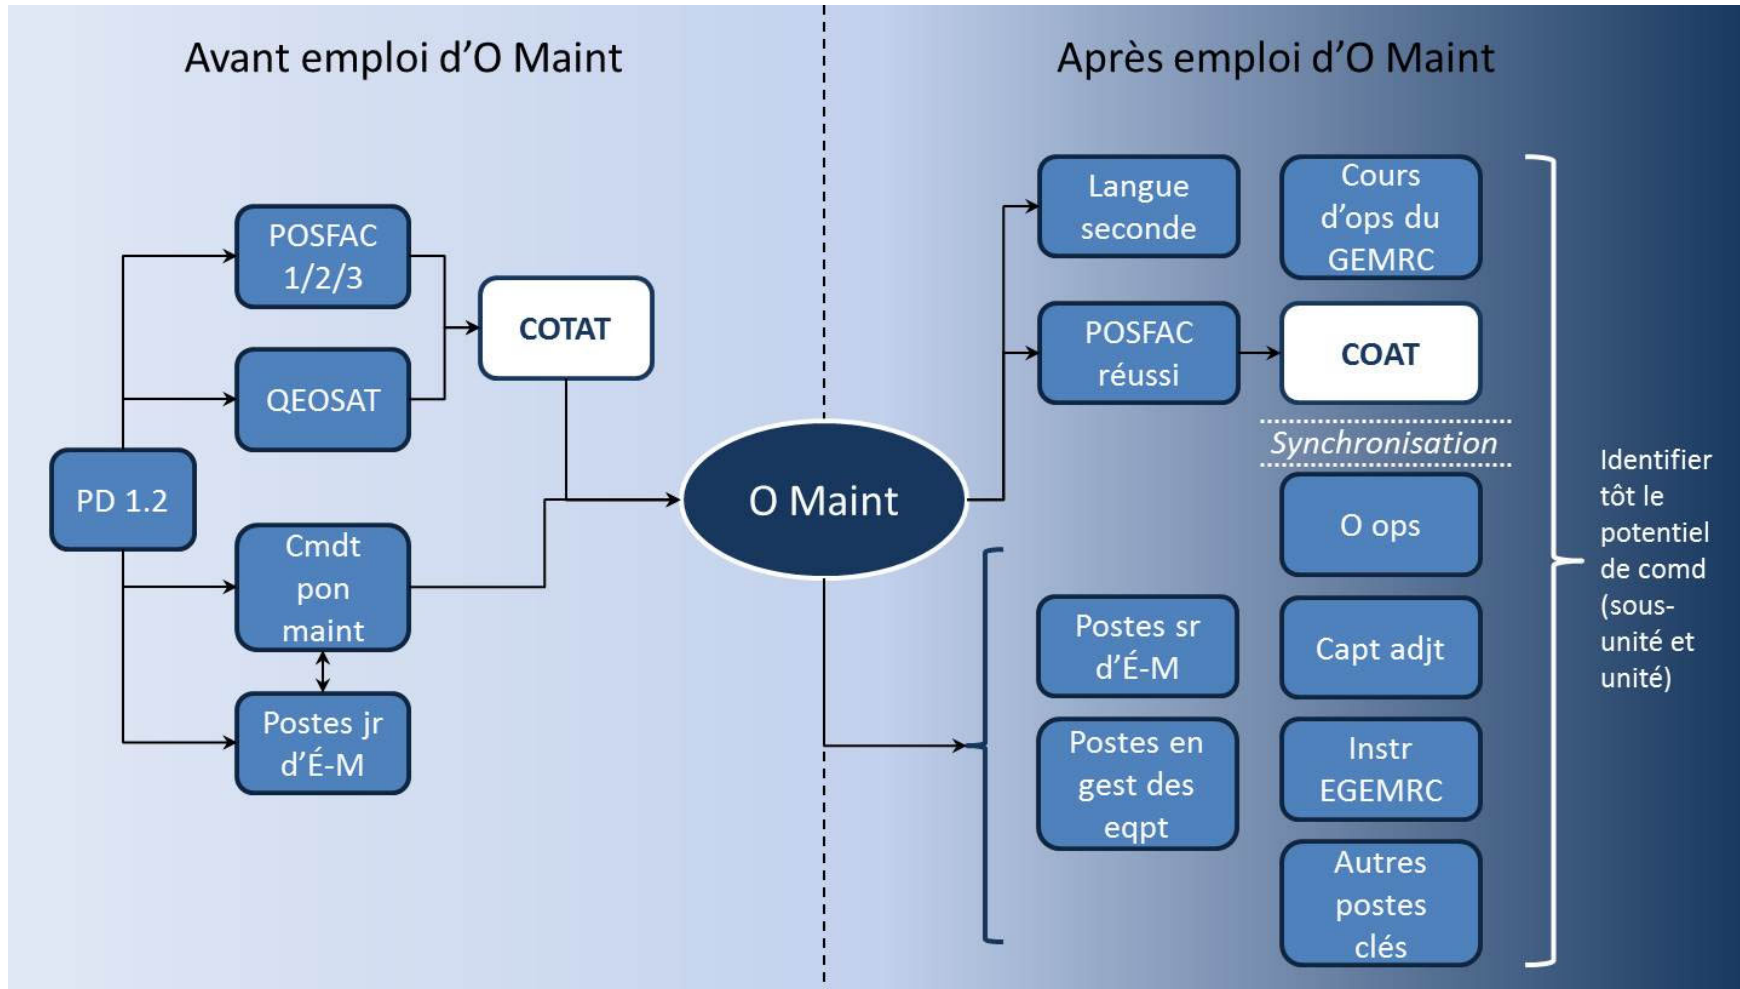 Avant emploi d’O Maint
POSFAC
1/2/3
QEOSAT
COTAT
PD 1.2
Cmdt
pon
maint
Postes jr
d’É-M
O Maint
Après emploi d’O Maint
Langue
seconde
Cours
d’ops du
GEMRC
POSFAC
réussi
COAT
Synchronisation
O ops
Postes sr
d’É-M
Capt adjt
Postes en
gest des
eqpt
Instr
EGEMRC
Autres
postes
clés
Identifier
tôt le
potentiel
de comd
(sous-
unité et
unité)